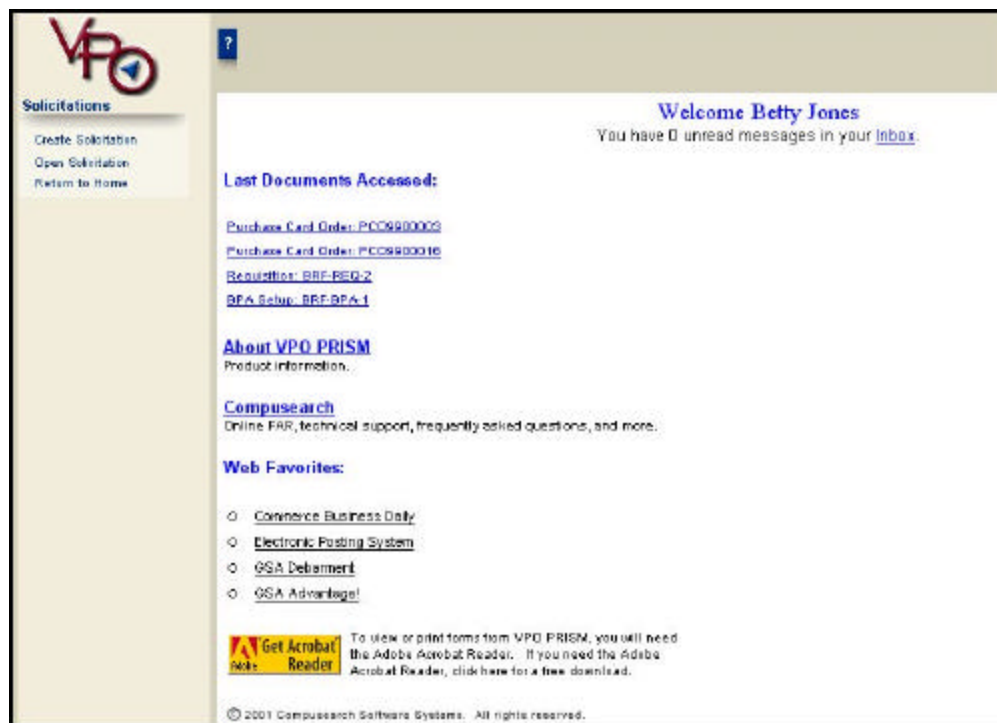 VPO
?
Solicitations
Create Solicitation
Open Solicitation
Return to Home
Welcome Betty Jones
You have 0 unread messages in your Inbox.
Last Documents Accessed:
Purchase Card Order: PCO9900003
Purchase Card Order: PCO9900016
Requisition: BRF-REQ-2
BPA Setup: BRF-BPA-1
About VPO PRISM
Product information.
Compusearch
Online FAR, technical support, frequently asked questions, and more.
Web Favorites:
Commerce Business Daily
Electronic Posting System
GSA Debarment
GSA Advantage!
Adobe
Get Acrobat
Reader
To view or print forms from VPO PRISM, you will need
the Adobe Acrobat Reader. If you need the Adobe
Acrobat Reader, click here for a free download.
© 2001 Compusearch Software Systems. All rights reserved.